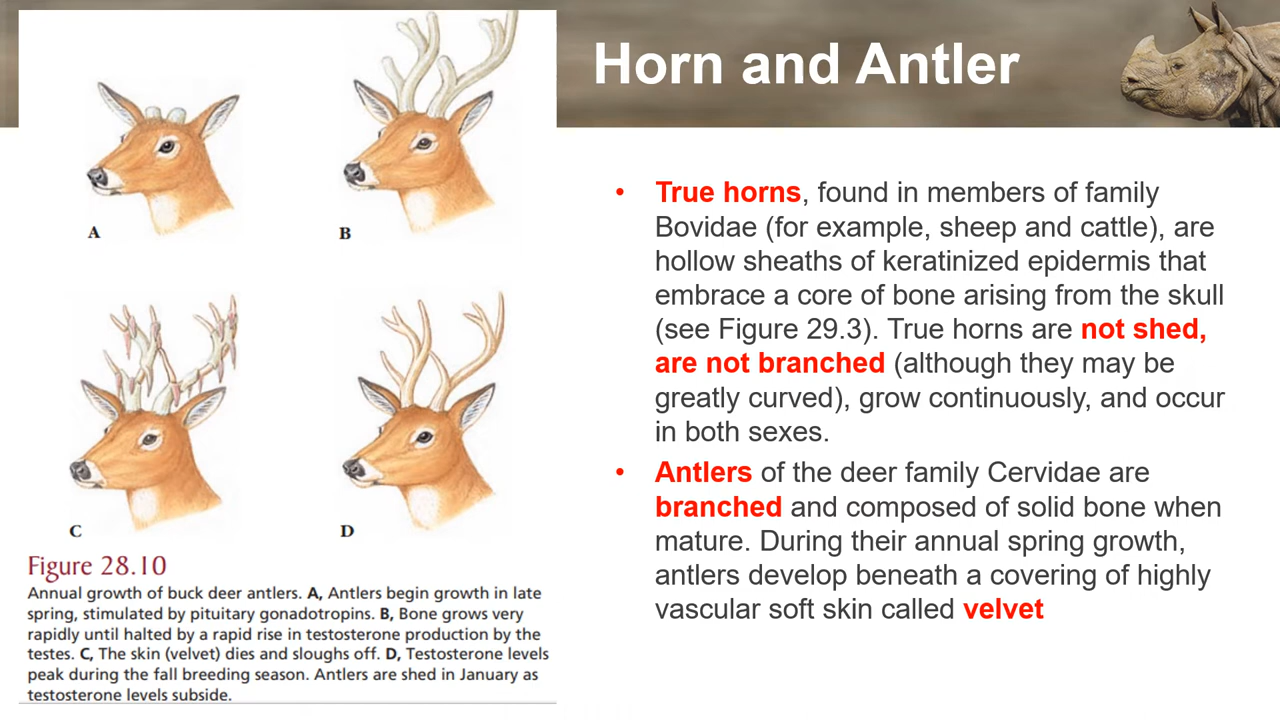 Horn and Antler
A
B
C
D
Figure 28.10
Annual growth of buck deer antlers. A, Antlers begin growth in late
spring, stimulated by pituitary gonadotropins. B, Bone grows very
rapidly until halted by a rapid rise in testosterone production by the
testes. C, The skin (velvet) dies and sloughs off. D, Testosterone levels
peak during the fall breeding season. Antlers are shed in January as
testosterone levels subside.
• True horns, found in members of family
Bovidae (for example, sheep and cattle), are
hollow sheaths of keratinized epidermis that
embrace a core of bone arising from the skull
(see Figure 29.3). True horns are not shed,
are not branched (although they may be
greatly curved), grow continuously, and occur
in both sexes.
• Antlers of the deer family Cervidae are
branched and composed of solid bone when
mature. During their annual spring growth,
antlers develop beneath a covering of highly
vascular soft skin called velvet